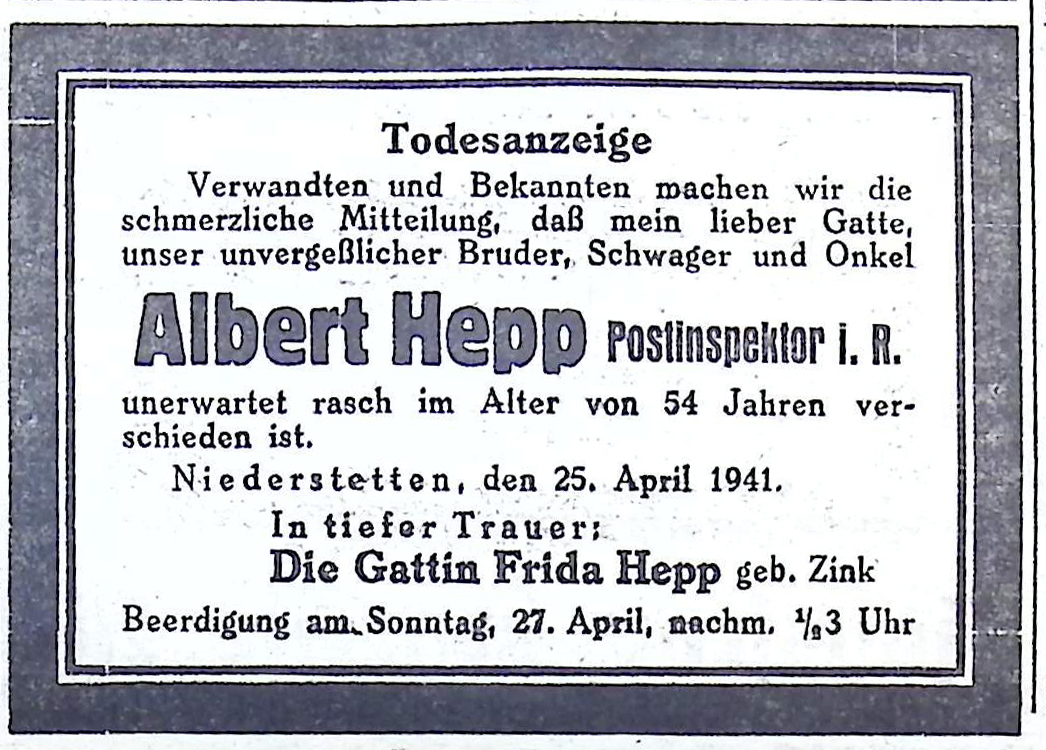 Todesanzeige
Verwandten und Bekannten machen wir die
schmerzliche Mitteilung, daß mein lieber Gatte,
unser unvergeßlicher Bruder, Schwager und Onkel
Albert Hepp Postinspektor i. R.
unerwartet rasch im Alter von 54 Jahren ver-
schieden ist.
Niederstetten, den 25. April 1941.
In tiefer Trauer:
Die Gattin Frida Hepp geb. Zink
Beerdigung am Sonntag, 27. April, nachm. ½3 Uhr